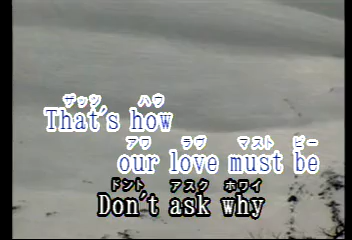 ザッツ ハウ
That's how
アワ ラヴ マスト ビー
our love must be
ドント アスク ホワイ
Don't ask why